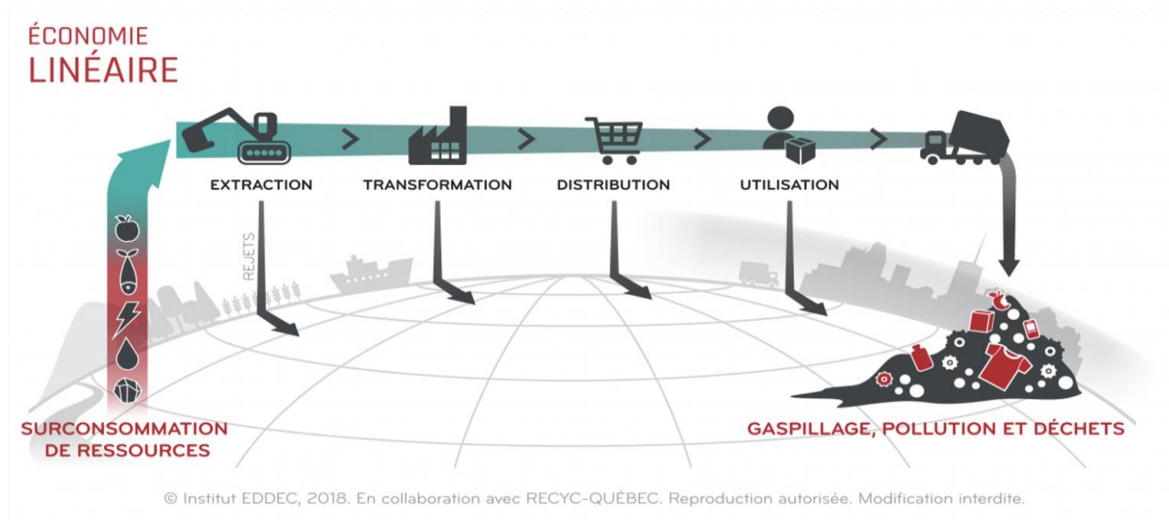 ÉCONOMIE
LINÉAIRE
EXTRACTION
TRANSFORMATION
DISTRIBUTION
UTILISATION
REJETS
SURCONSOMMATION
DE RESSOURCES
GASPILLAGE, POLLUTION ET DÉCHETS
© Institut EDDEC, 2018. En collaboration avec RECYC-QUÉBEC. Reproduction autorisée. Modification interdite.